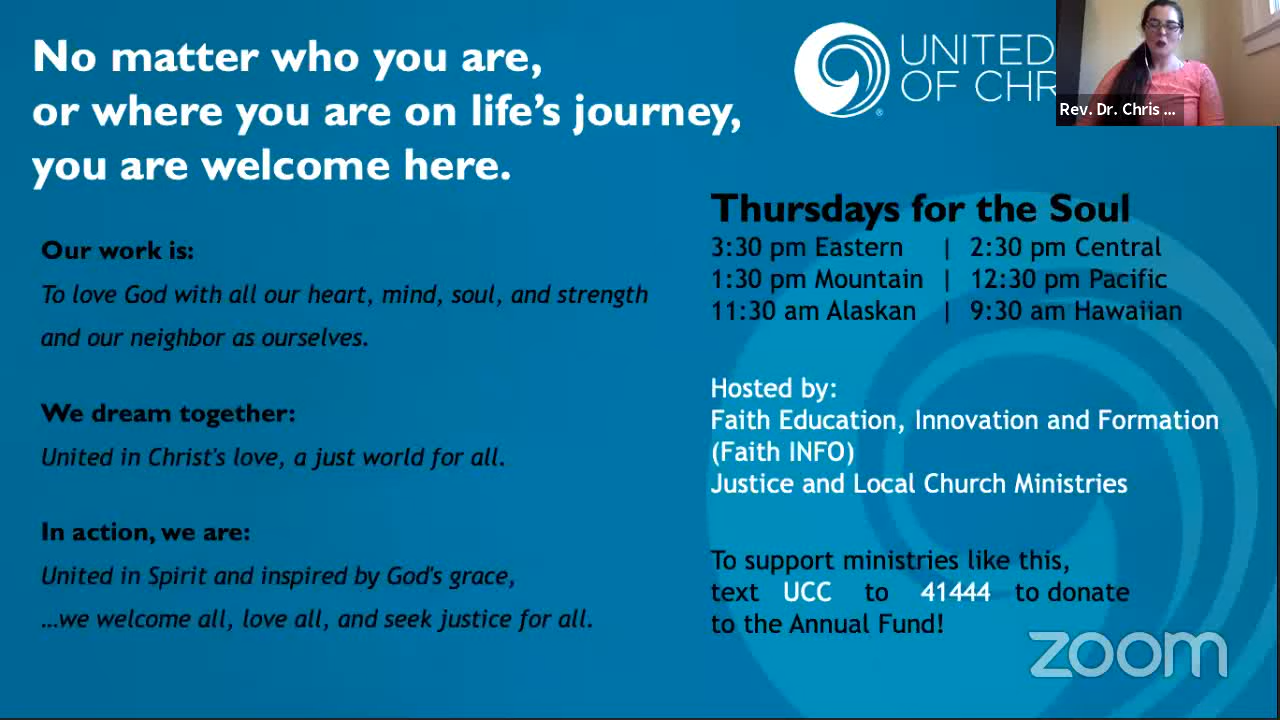 No matter who you are,
or where you are on life's journey,
you are welcome here.
UNITED
OF CHR
Rev. Dr. Chris ...
Our work is:
To love God with all our heart, mind, soul, and strength
and our neighbor as ourselves.
We dream together:
United in Christ's love, a just world for all.
In action, we are:
United in Spirit and inspired by God's grace,
...we welcome all, love all, and seek justice for all.
Thursdays for the Soul
3:30 pm Eastern | 2:30 pm Central
1:30 pm Mountain | 12:30 pm Pacific
11:30 am Alaskan | 9:30 am Hawaiian
Hosted by:
Faith Education, Innovation and Formation
(Faith INFO)
Justice and Local Church Ministries
To support ministries like this,
text UCC to 41444 to donate
to the Annual Fund!
zoom